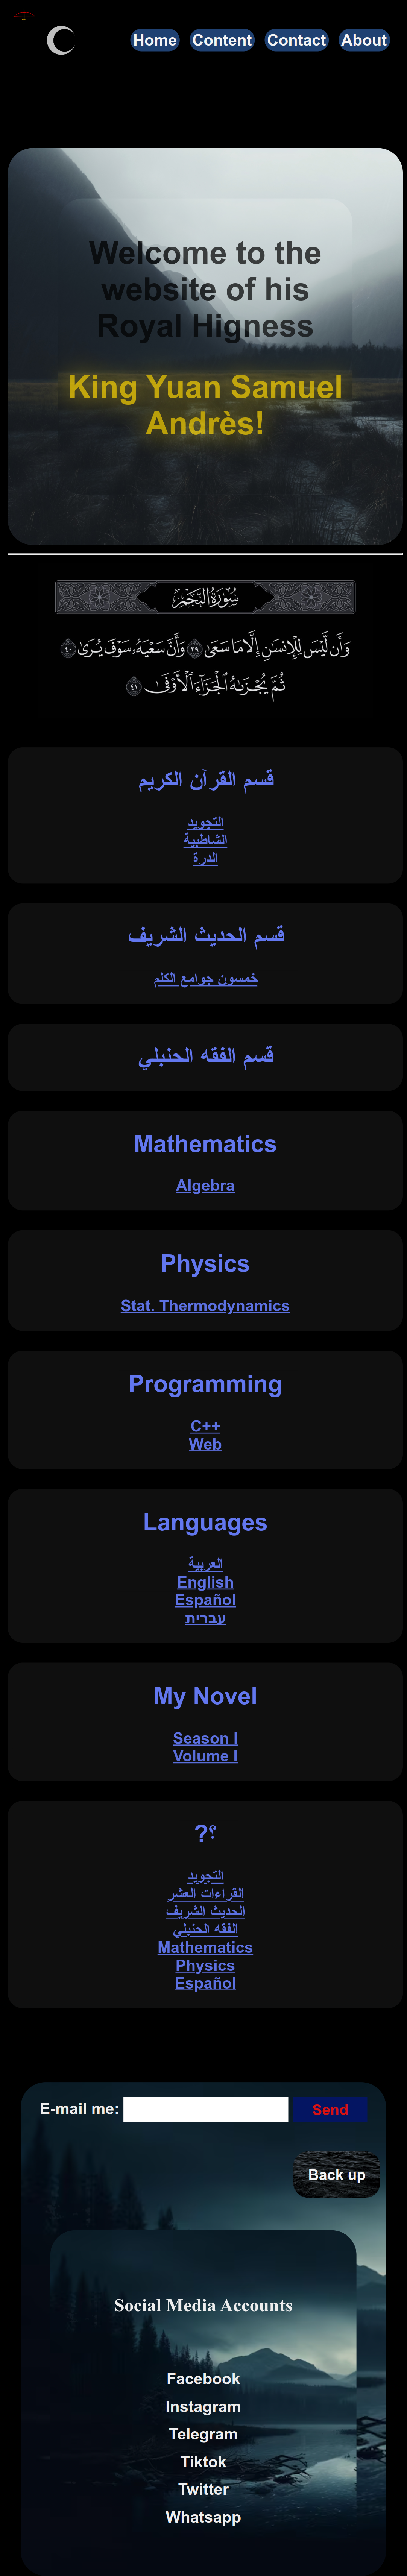 Home Content Contact About
Welcome to the
website of his
Royal Higness
King Yuan Samuel
Andrès!
سورة النجم
وَأَن لَّيْسَ لِلْإِنسَٰنِ إِلَّا مَا سَعَىٰ ٣٩ وَأَنَّ سَعْيَهُۥ سَوْفَ يُرَىٰ ٤٠
ثُمَّ يُجْزَىٰهُ ٱلْجَزَآءَ ٱلْأَوْفَىٰ ٤١
قسم القرآن الكريم
التجويد
الشاطبية
الدرة
قسم الحديث الشريف
خمسون جوامع الكلم
قسم الفقه الحنبلي
Mathematics
Algebra
Physics
Stat. Thermodynamics
Programming
C++
Web
Languages
العربية
English
Español
עברית
My Novel
Season I
Volume I
?؟
التجويد
القراءات العشر
الحديث الشريف
الفقه الحنبلي
Mathematics
Physics
Español
E-mail me: Send
Back up
Social Media Accounts
Facebook
Instagram
Telegram
Tiktok
Twitter
Whatsapp